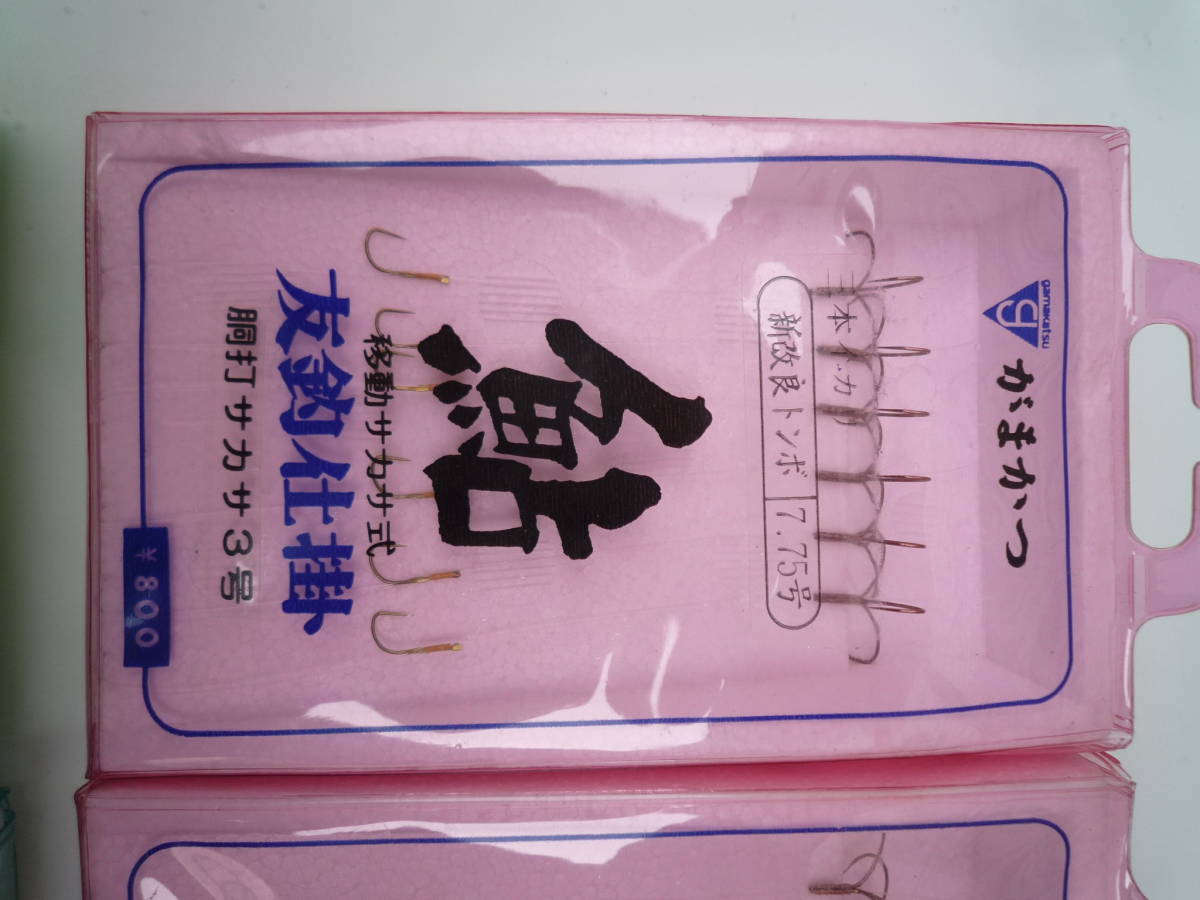 gamakatsu
がまかつ
三本イカリ
新改良トンボ 7.75号
鮎
移動サカサ式
友釣仕掛
胴打サカサ3号
¥800